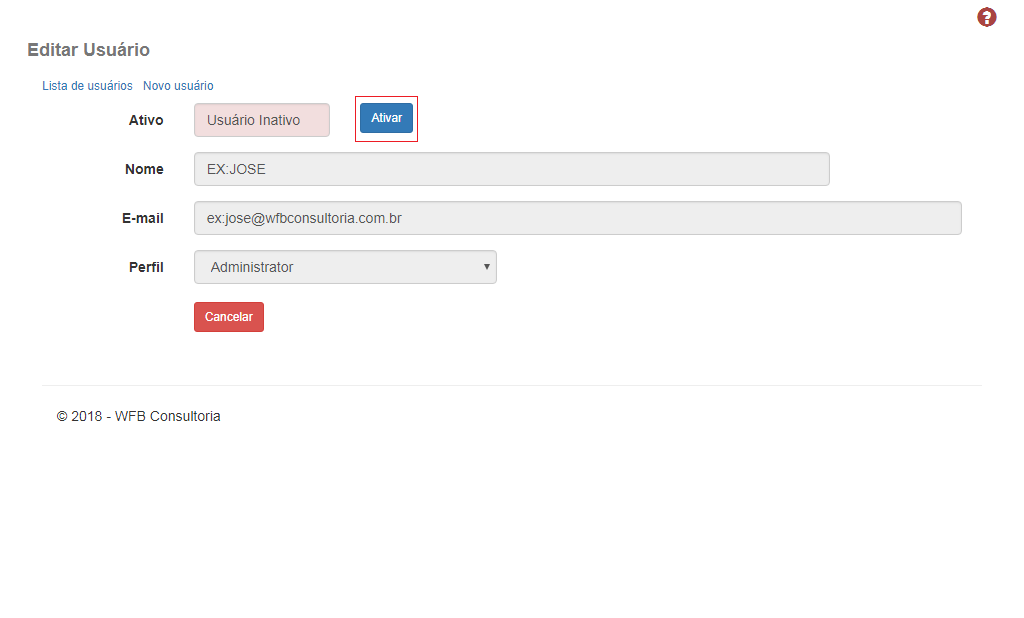 ?
Editar Usuário
Lista de usuários Novo usuário
Ativo Usuário Inativo Ativar
Nome EX:JOSE
E-mail ex:jose@wfbconsultoria.com.br
Perfil Administrator
Cancelar
© 2018 - WFB Consultoria